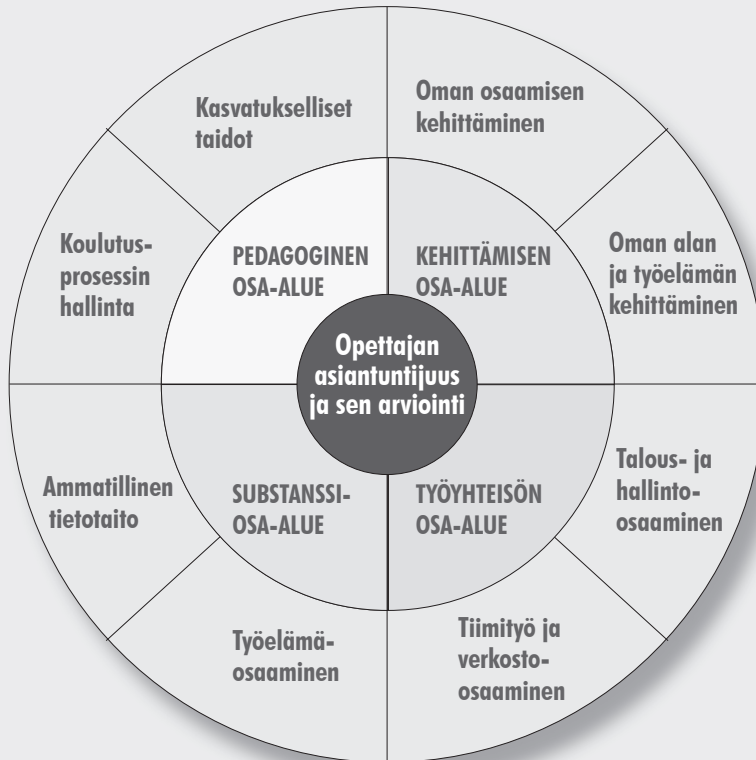 Kasvatukselliset
taidot
Oman osaamisen
kehittäminen
Koulutus-
prosessin
hallinta
PEDAGOGINEN
OSA-ALUE
KEHITTÄMISEN
OSA-ALUE
Oman alan
ja työelämän
kehittäminen
Opettajan
asiantuntijuus
ja sen arviointi
Ammatillinen
tietotaito
SUBSTANSSI-
OSA-ALUE
TYÖYHTEISÖN
OSA-ALUE
Talous- ja
hallinto-
osaaminen
Työelämä-
osaaminen
Tiimityö ja
verkosto-
osaaminen